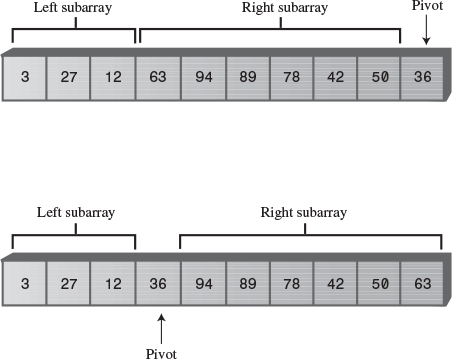 Left subarray Right subarray Pivot
3 27 12 63 94 89 78 42 50 36
Left subarray Right subarray
3 27 12 36 94 89 78 42 50 63
Pivot